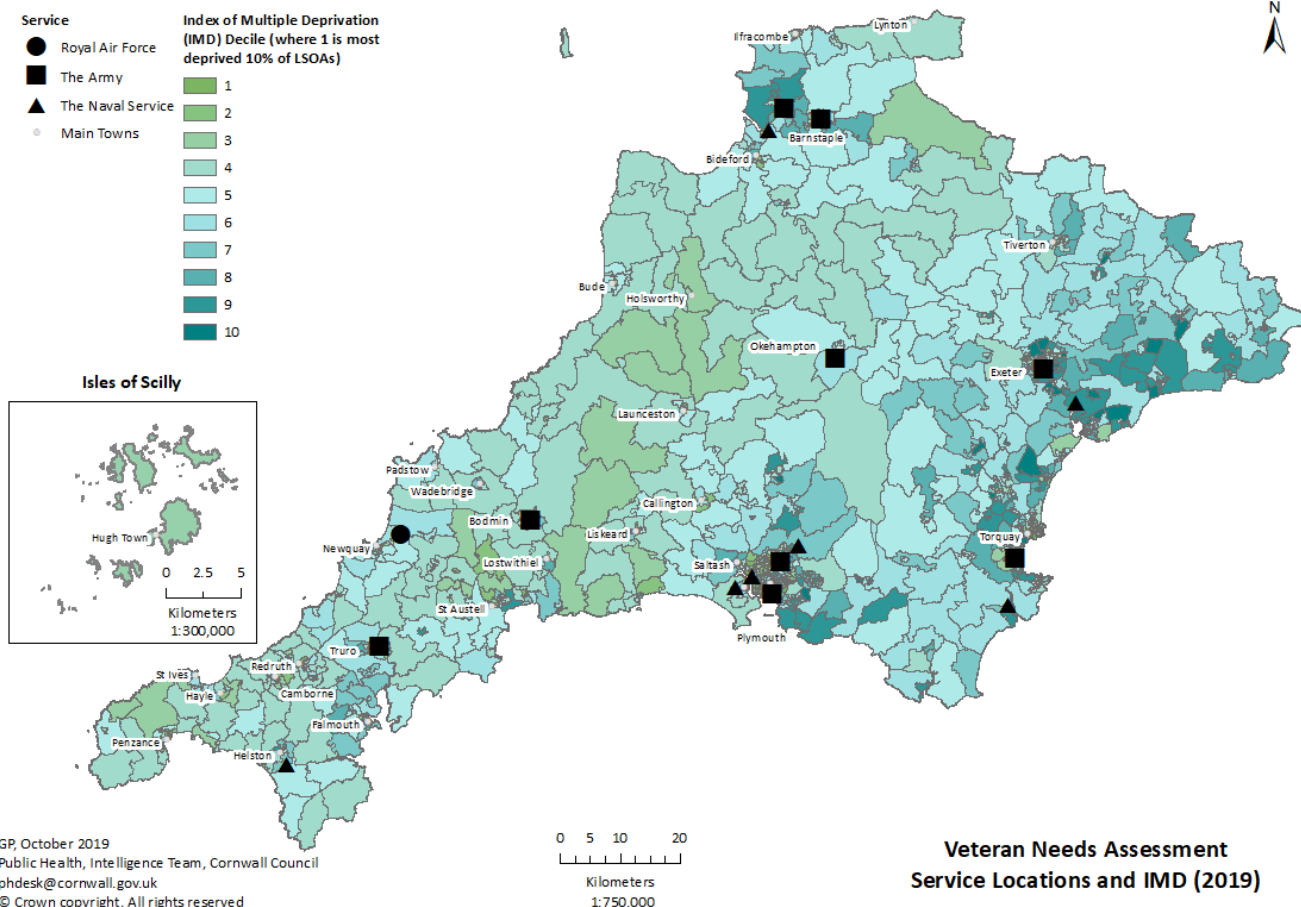 Service
Royal Air Force
The Army
The Naval Service
Main Towns
Index of Multiple Deprivation
(IMD) Decile (where 1 is most
deprived 10% of LSOAs)
1
2
3
4
5
6
7
8
9
10
N
Lynton
Ilfracombe
Barnstaple
Bideford
Tiverton
Bude
Holsworthy
Okehampton
Exeter
Launceston
Padstow
Wadebridge
Callington
Bodmin
Liskeard
Newquay
Lostwithiel
Saltash
Torquay
St Austell
Plymouth
Truro
Redruth
St Ives
Hayle
Camborne
Falmouth
Penzance
Helston
Isles of Scilly
Hugh Town
0 2.5 5
Kilometers
1:300,000
GP, October 2019
Public Health, Intelligence Team, Cornwall Council
phdesk@cornwall.gov.uk
© Crown copyright. All rights reserved
0 5 10 20
Kilometers
1:750,000
Veteran Needs Assessment
Service Locations and IMD (2019)